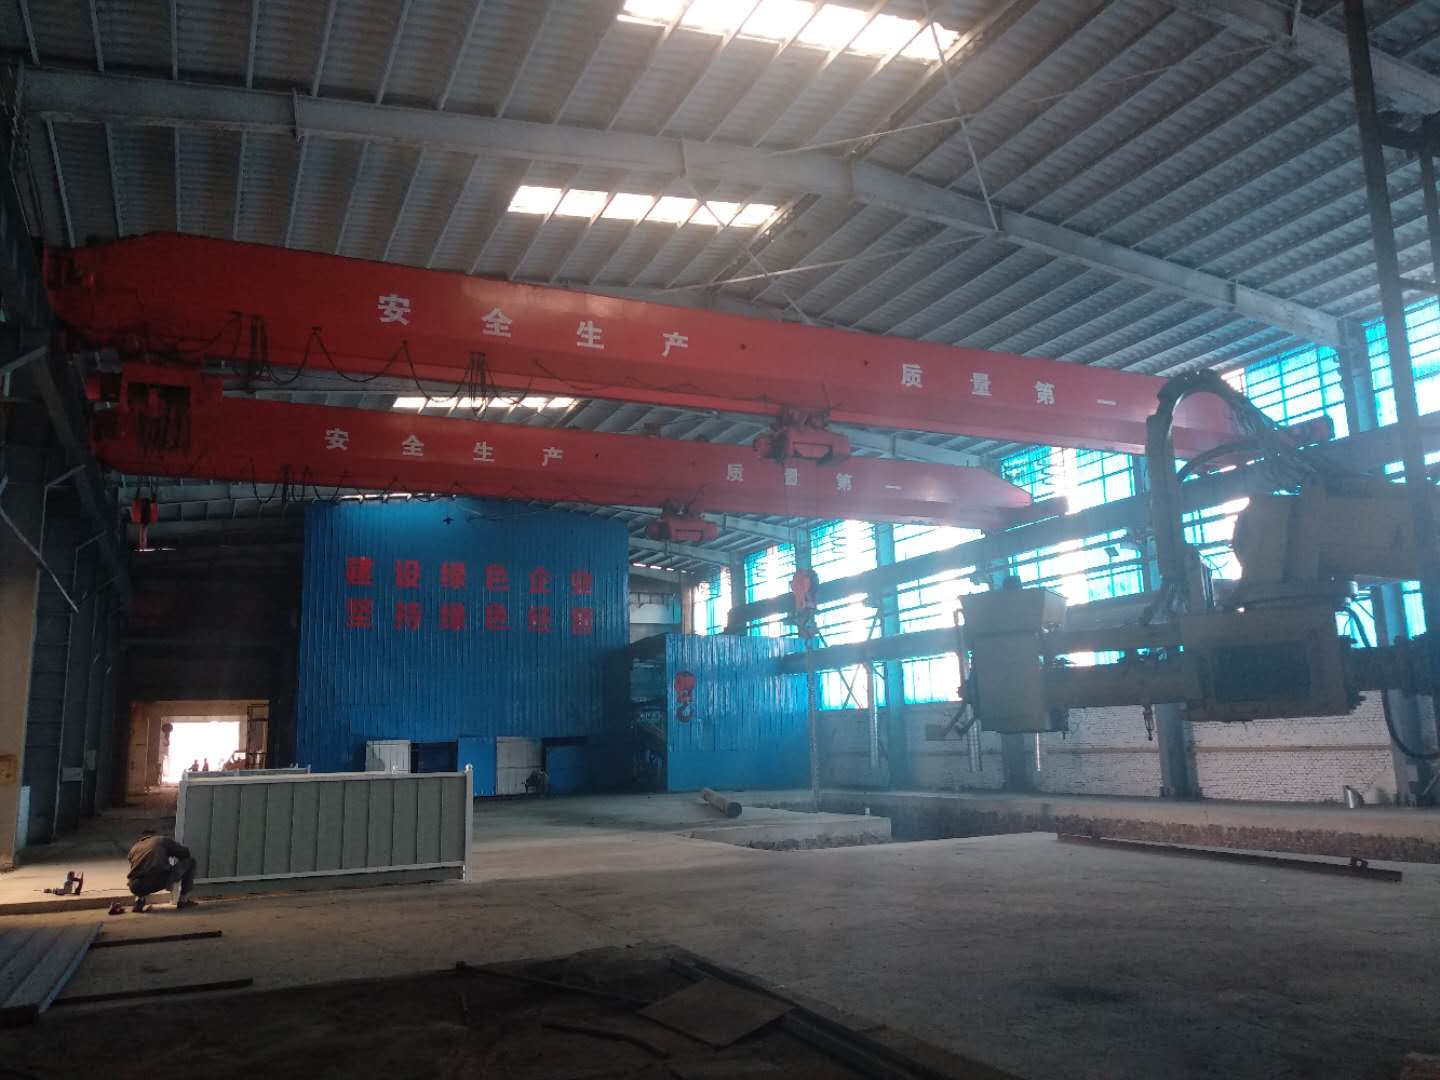 安全生产 质量第一
安全生产 质量第一
建设绿色企业
坚持绿色经营